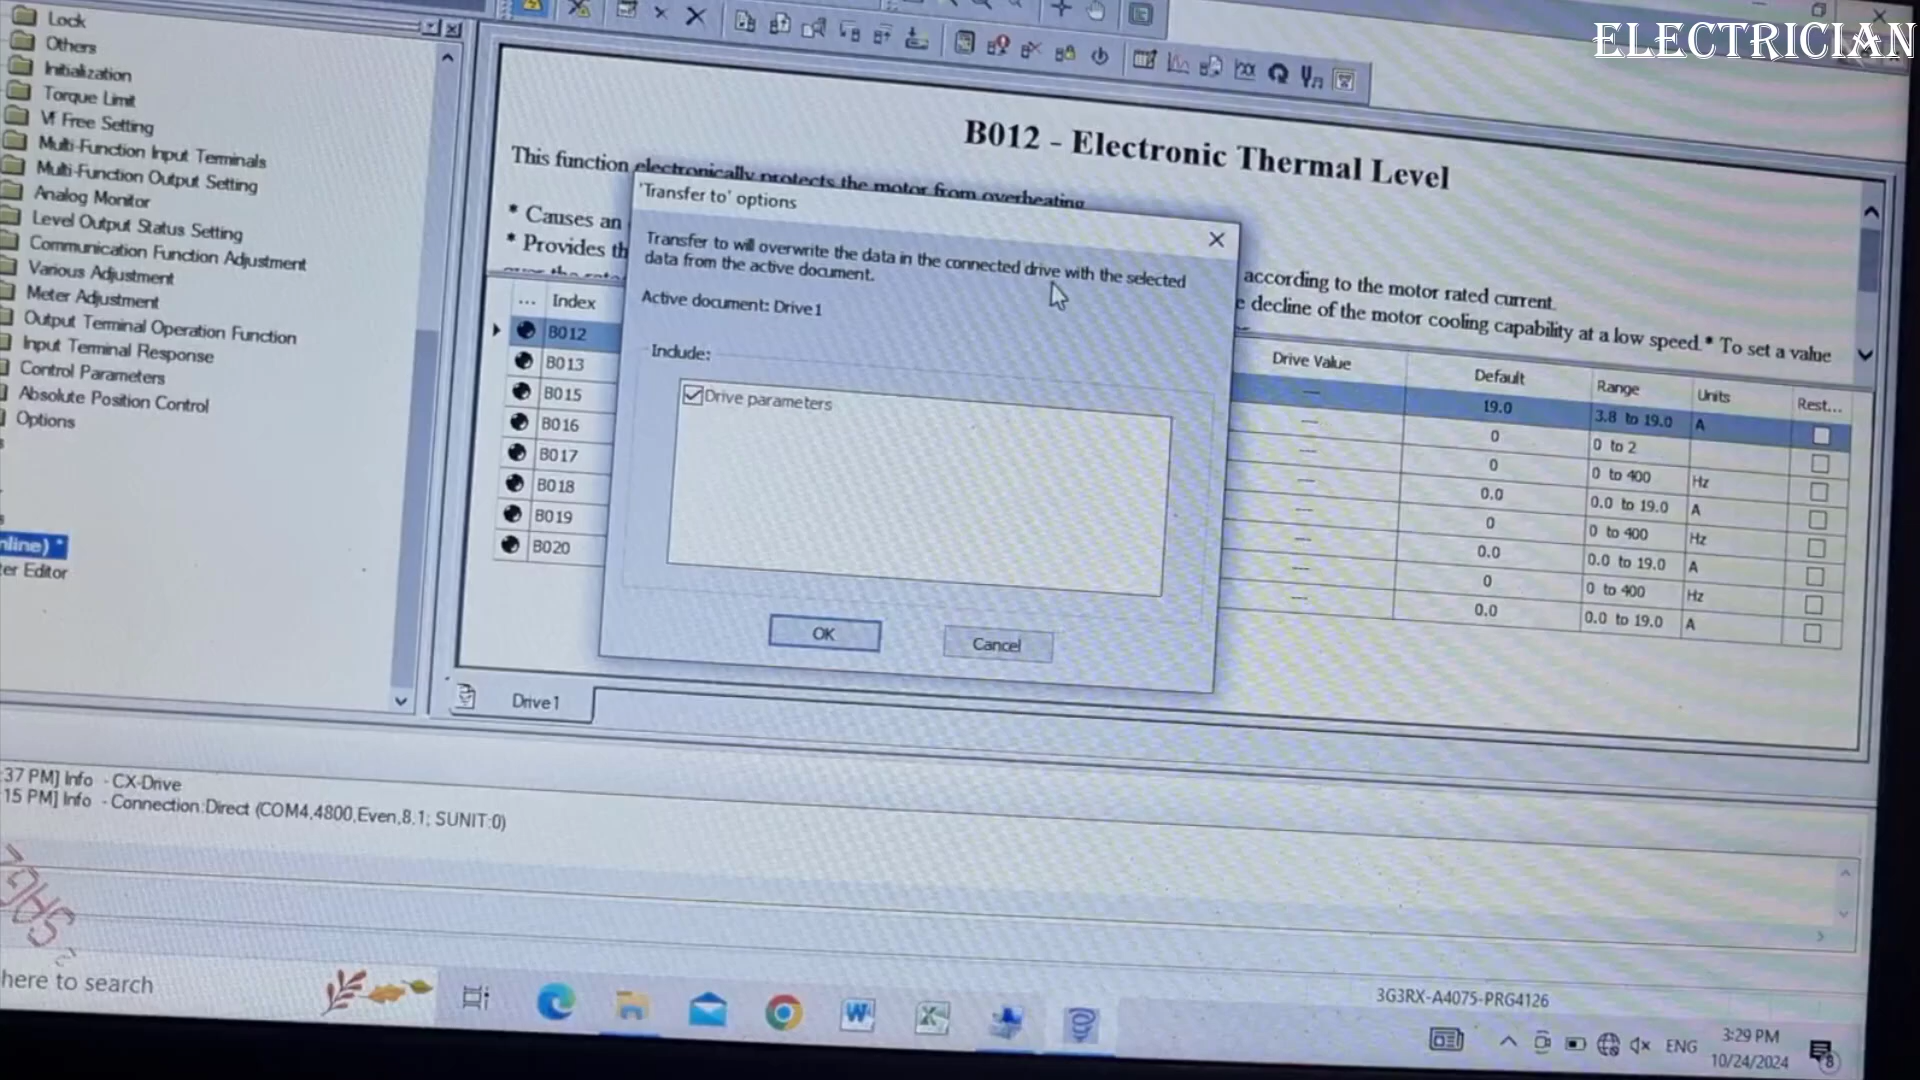 ELECTRICIAN
Lock
Others
Initialization
Torque Limit
Vf Free Setting
Multi-Function Input Terminals
Multi-Function Output Setting
Analog Monitor
Level Output Status Setting
Communication Function Adjustment
Various Adjustment
Meter Adjustment
Output Terminal Operation Function
Input Terminal Response
Control Parameters
Absolute Position Control
Options
nline) *
ter Editor
B012 - Electronic Thermal Level
This function electronically protects the motor from overheating
* Causes an
* Provides th
according to the motor rated current.
e decline of the motor cooling capability at a low speed.* To set a value
'Transfer to' options
Transfer to will overwrite the data in the connected drive with the selected
data from the active document.
Active document: Drive1
Include:
Drive parameters
OK
Cancel
... Index Drive Value Default Range Units Rest...
B012 --- 19.0 3.8 to 19.0 A
B013 --- 0 0 to 2
B015 --- 0 0 to 400 Hz
B016 --- 0.0 0.0 to 19.0 A
B017 --- 0 0 to 400 Hz
B018 --- 0.0 0.0 to 19.0 A
B019 --- 0 0 to 400 Hz
B020 --- 0.0 0.0 to 19.0 A
Drive1
:37 PM] Info - CX-Drive
15 PM] Info - Connection:Direct (COM4,4800,Even,8.1; SUNIT:0)
3G3RX-A4075-PRG4126
here to search
ENG
3:29 PM
10/24/2024
8